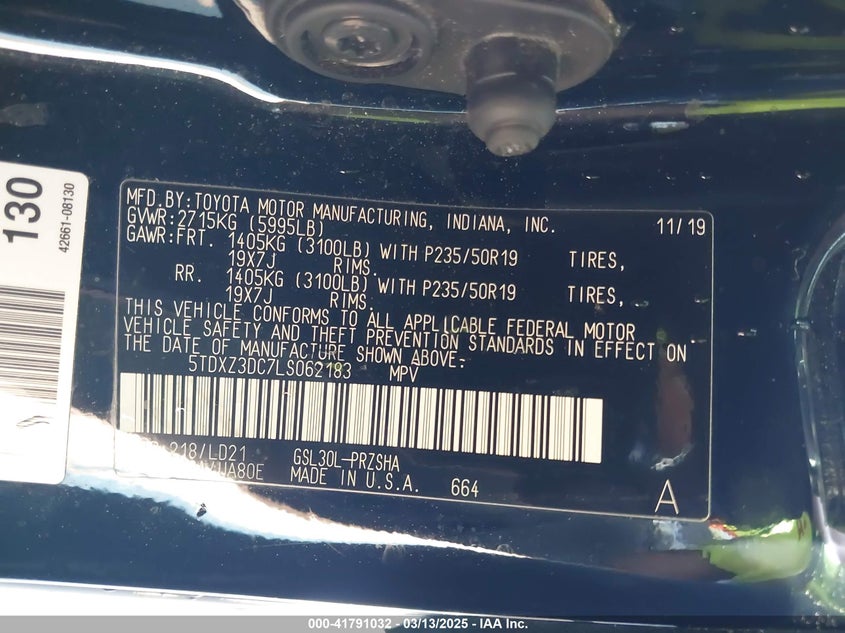 130
42661-08130
MFD.BY:TOYOTA MOTOR MANUFACTURING, INDIANA, INC. 11/19
GVWR:2715KG (5995LB)
GAWR:FRT. 1405KG (3100LB) WITH P235/50R19 TIRES,
19X7J RIMS.
RR. 1405KG (3100LB) WITH P235/50R19 TIRES,
19X7J RIMS.
THIS VEHICLE CONFORMS TO ALL APPLICABLE FEDERAL MOTOR
VEHICLE SAFETY AND THEFT PREVENTION STANDARDS IN EFFECT ON
THE DATE OF MANUFACTURE SHOWN ABOVE.
5TDXZ3DC7LS062183 MPV
218/LD21 GSL30L-PRZSHA
A80E MADE IN U.S.A. 664
A
000-41791032 - 03/13/2025 - IAA Inc.